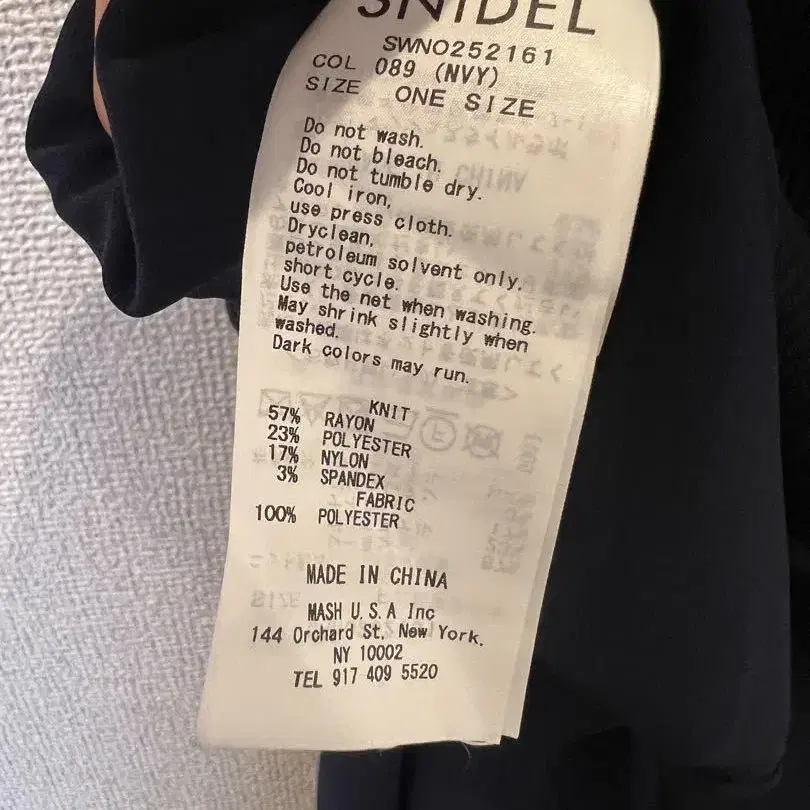 SNIDEL
SWNO252161
COL 089 (NVY)
SIZE ONE SIZE
Do not wash.
Do not bleach.
Do not tumble dry.
Cool iron,
use press cloth.
Dryclean,
petroleum solvent only,
short cycle.
Use the net when washing.
May shrink slightly when
washed.
Dark colors may run.
KNIT
57% RAYON
23% POLYESTER
17% NYLON
3% SPANDEX
FABRIC
100% POLYESTER
MADE IN CHINA
MASH U.S.A Inc
144 Orchard St, New York,
NY 10002
TEL 917 409 5520